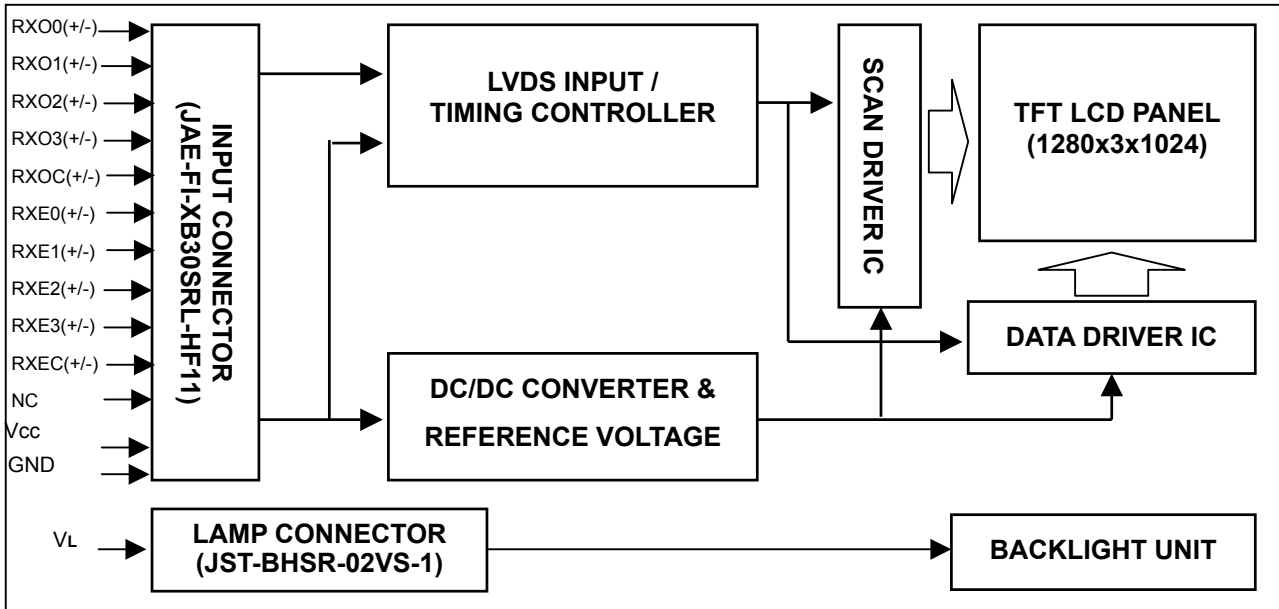 RXO0(+/-)
RXO1(+/-)
RXO2(+/-)
RXO3(+/-)
RXOC(+/-)
RXE0(+/-)
RXE1(+/-)
RXE2(+/-)
RXE3(+/-)
RXEC(+/-)
NC
Vcc
GND
INPUT CONNECTOR
(JAE-FI-XB30SRL-HF11)
LVDS INPUT /
TIMING CONTROLLER
SCAN DRIVER IC
TFT LCD PANEL
(1280x3x1024)
DATA DRIVER IC
DC/DC CONVERTER &
REFERENCE VOLTAGE
VL
LAMP CONNECTOR
(JST-BHSR-02VS-1)
BACKLIGHT UNIT